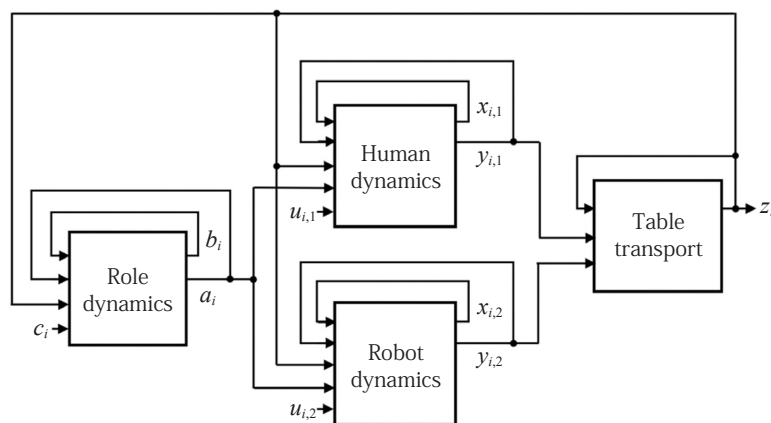 x_{i,1}
Human
dynamics
y_{i,1}
u_{i,1}
b_i
Role
dynamics
a_i
c_i
Table
transport
z_i
x_{i,2}
Robot
dynamics
y_{i,2}
u_{i,2}